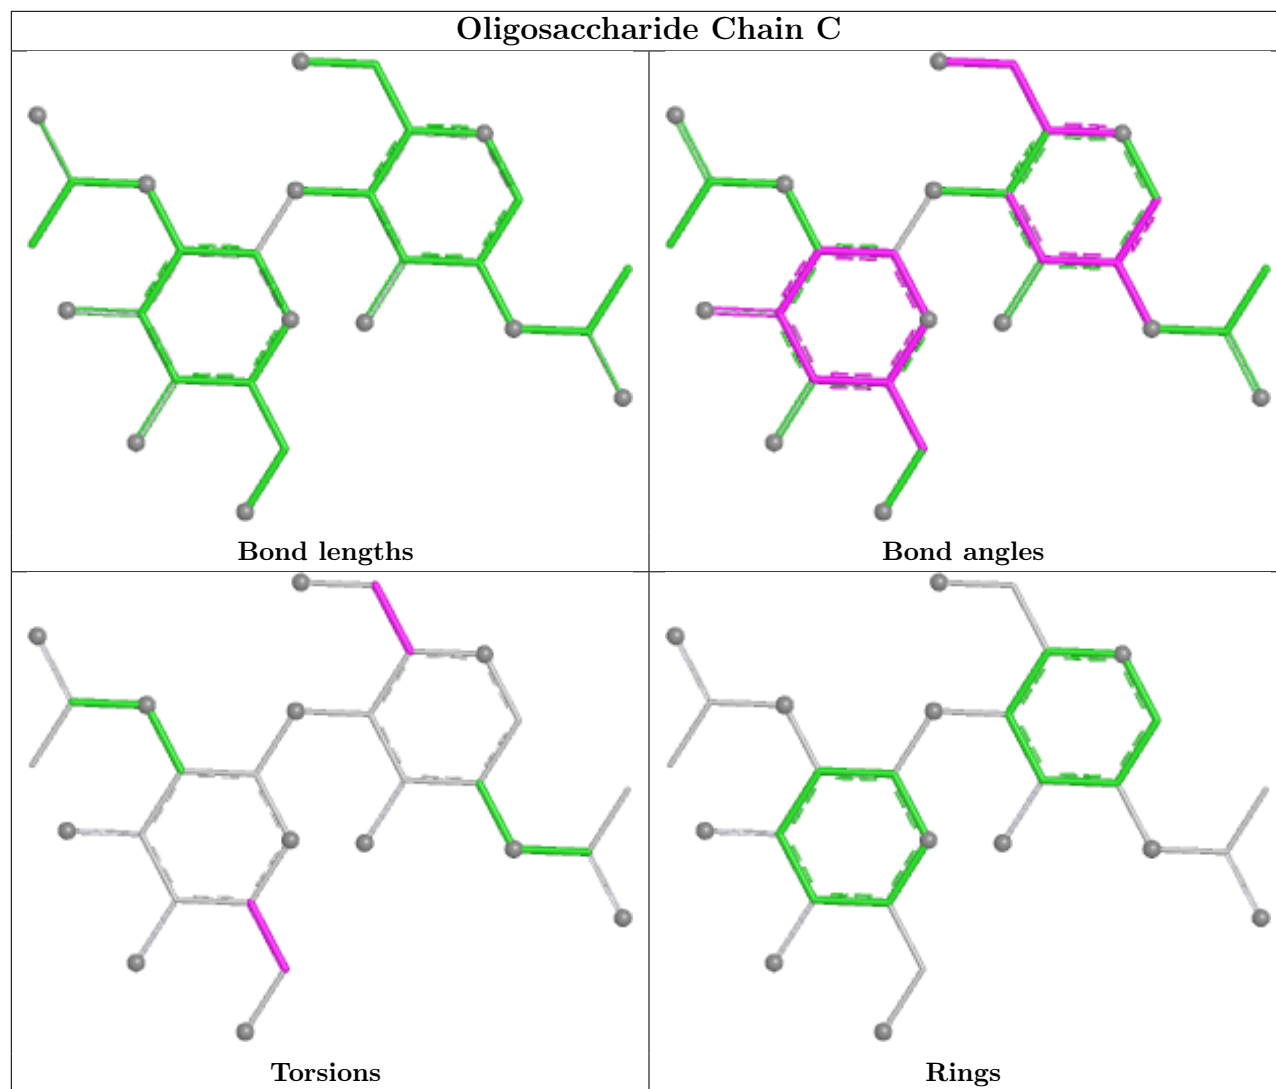 Oligosaccharide Chain C
Bond lengths
Bond angles
Torsions
Rings